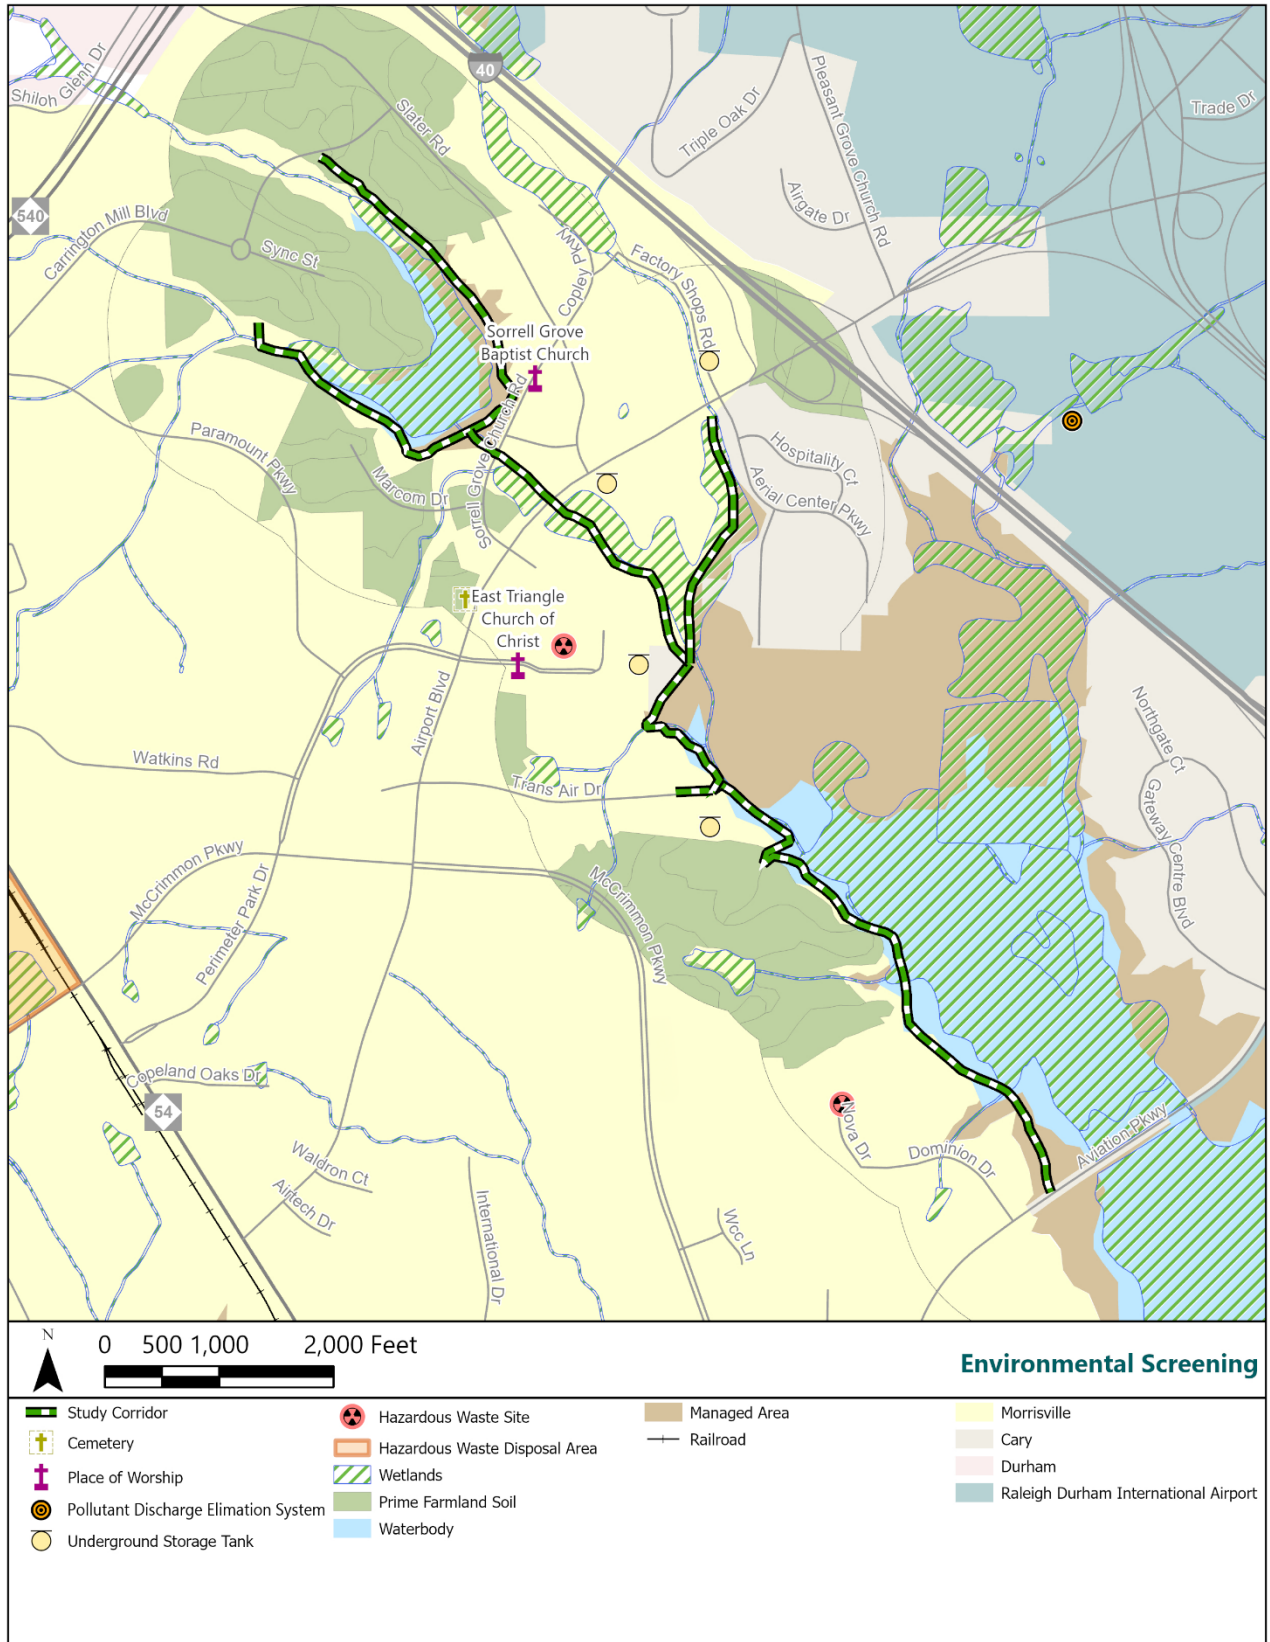 40
Shiloh Glenn Dr
Slater Rd
Triple Oak Dr
Pleasant Grove Church Rd
Trade Dr
540
Carrington Mill Blvd
Sync St
Copley Pkwy
Factory Shops Rd
Airgate Dr
Sorrell Grove
Baptist Church
Sorrell Grove Church Rd
Paramount Pkwy
Marcom Dr
Hospitality Ct
Aerial Center Pkwy
East Triangle
Church of
Christ
Airport Blvd
Watkins Rd
Trans Air Dr
Northgate Ct
Gateway Centre Blvd
McCrimmon Pkwy
Perimeter Park Dr
McCrimmon Pkwy
Copeland Oaks Dr
54
Waldron Ct
Airtech Dr
International Dr
Wcc Ln
Nova Dr
Dominion Dr
Aviation Pkwy
N
0 500 1,000 2,000 Feet
Environmental Screening
Study Corridor
Cemetery
Place of Worship
Pollutant Discharge Elimation System
Underground Storage Tank
Hazardous Waste Site
Hazardous Waste Disposal Area
Wetlands
Prime Farmland Soil
Waterbody
Managed Area
Railroad
Morrisville
Cary
Durham
Raleigh Durham International Airport